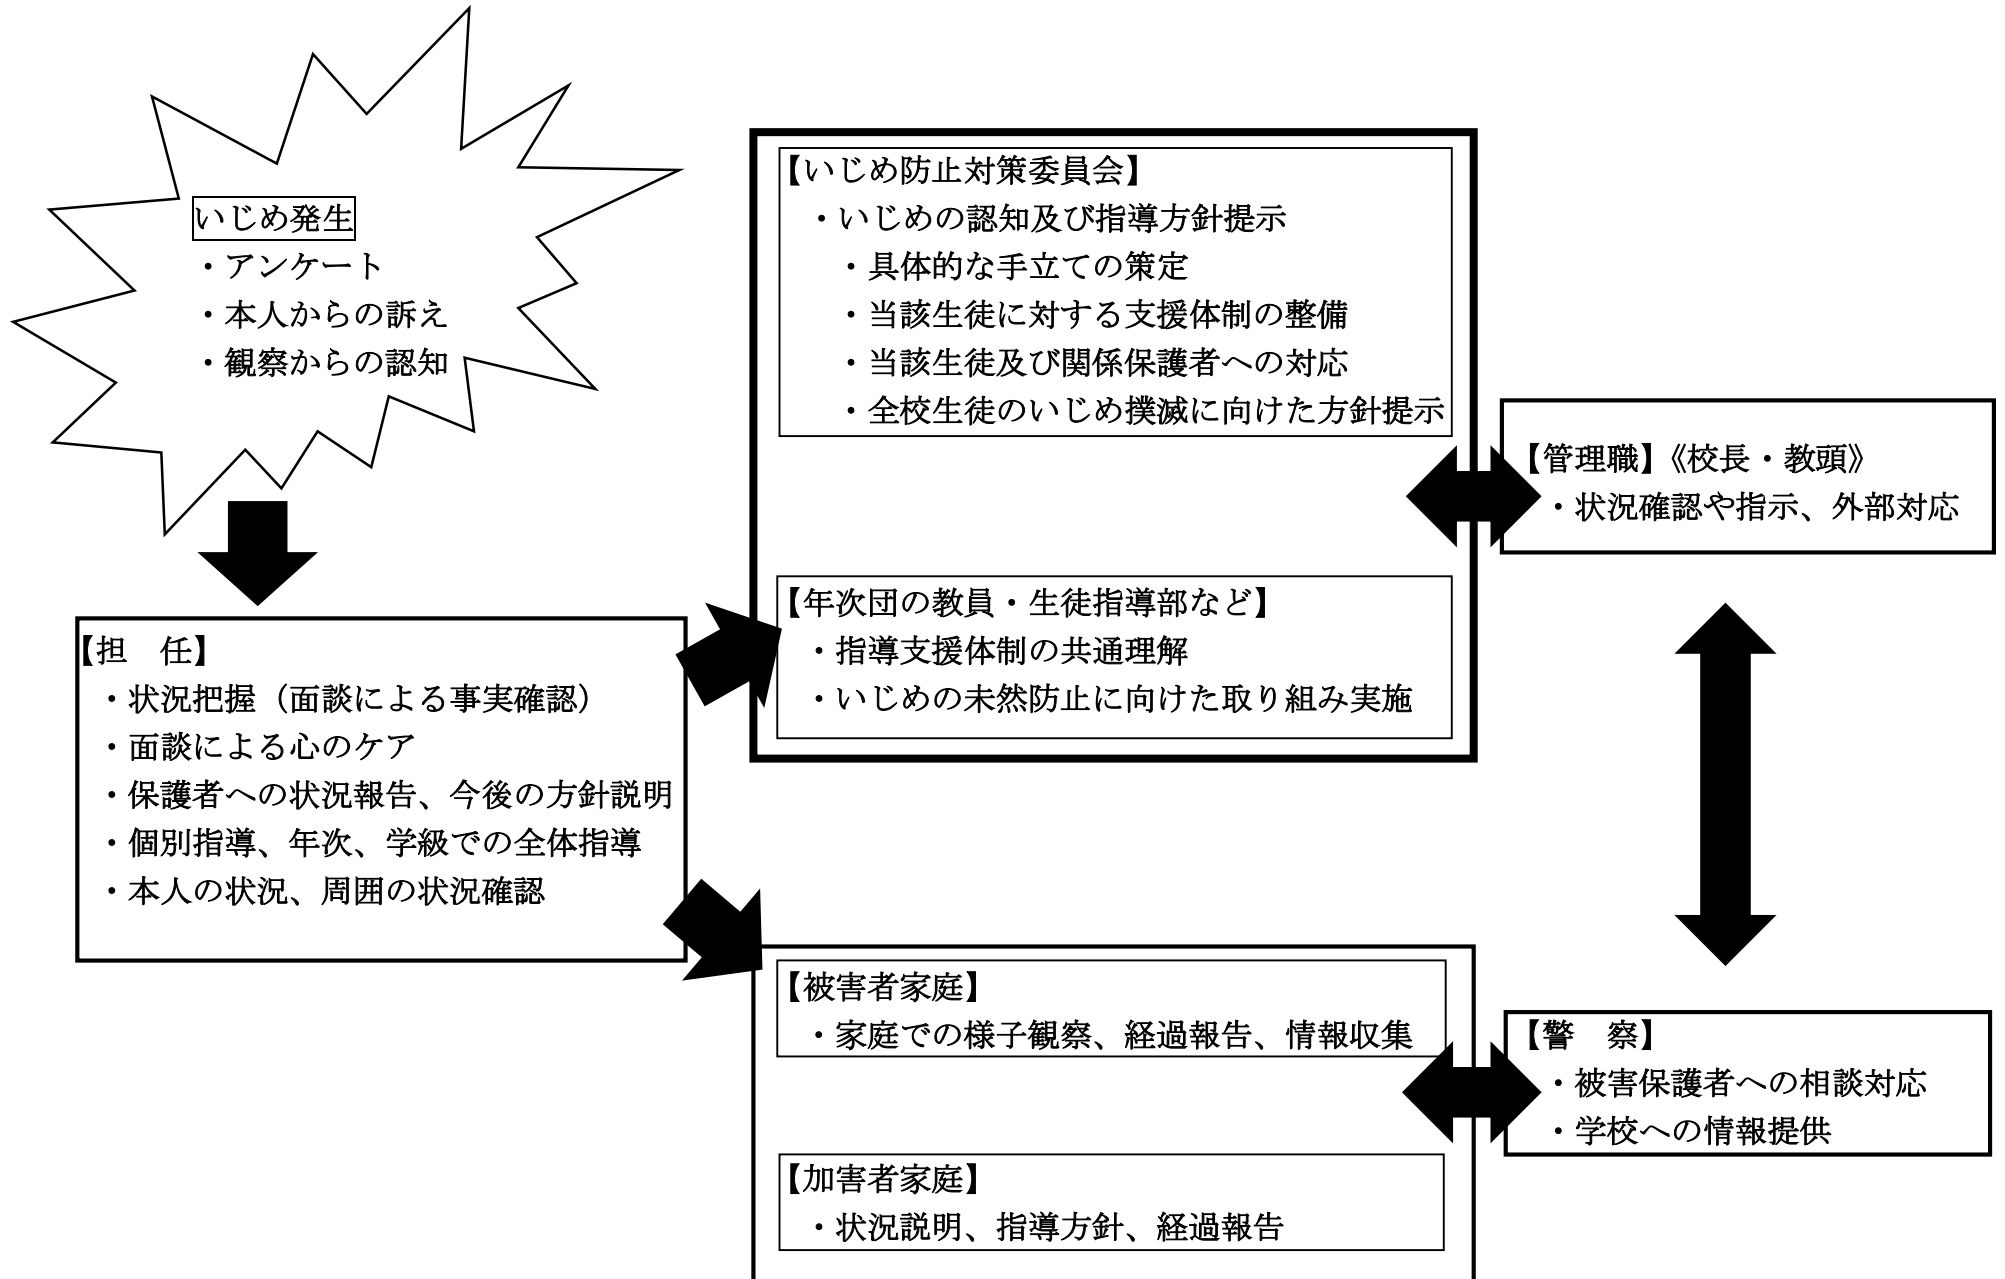 いじめ発生
・アンケート
・本人からの訴え
・観察からの認知
【担　任】
・状況把握（面談による事実確認）
・面談による心のケア
・保護者への状況報告、今後の方針説明
・個別指導、年次、学級での全体指導
・本人の状況、周囲の状況確認
【いじめ防止対策委員会】
・いじめの認知及び指導方針提示
・具体的な手立ての策定
・当該生徒に対する支援体制の整備
・当該生徒及び関係保護者への対応
・全校生徒のいじめ撲滅に向けた方針提示
【年次団の教員・生徒指導部など】
・指導支援体制の共通理解
・いじめの未然防止に向けた取り組み実施
【管理職】《校長・教頭》
・状況確認や指示、外部対応
【被害者家庭】
・家庭での様子観察、経過報告、情報収集
【加害者家庭】
・状況説明、指導方針、経過報告
【警　察】
・被害保護者への相談対応
・学校への情報提供